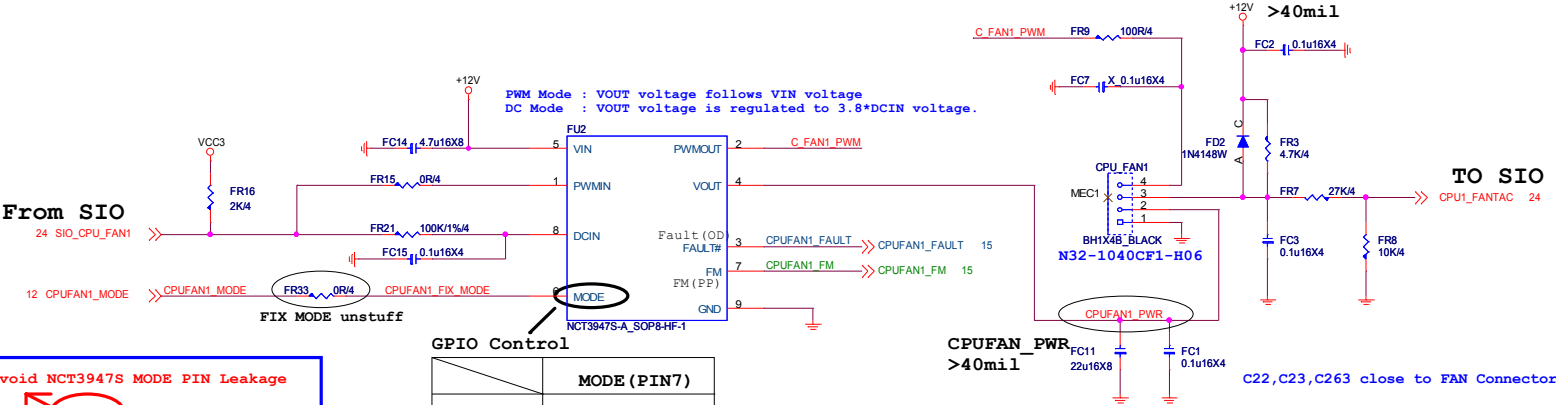 +12V >40mil
C_FAN1_PWM FR9 100R/4
FC2 0.1u16X4
FC7 X_0.1u16X4
+12V
PWM Mode : VOUT voltage follows VIN voltage
DC Mode : VOUT voltage is regulated to 3.8*DCIN voltage.
VCC3
FC14 4.7u16X8
FU2
5 VIN
PWMOUT 2 C_FAN1_PWM
FR15 0R/4
1 PWMIN
VOUT 4
FR16
2K/4
From SIO
24 SIO_CPU_FAN1
FR21 100K/1%/4
8 DCIN
FC15 0.1u16X4
Fault(OD)
FAULT# 3 CPUFAN1_FAULT CPUFAN1_FAULT 15
FM 7 CPUFAN1_FM CPUFAN1_FM 15
FM(PP)
12 CPUFAN1_MODE CPUFAN1_MODE FR33 0R/4 CPUFAN1_FIX_MODE
MODE
FIX MODE unstuff
GND 9
NCT3947S-A_SOP8-HF-1
GPIO Control
MODE(PIN7)
void NCT3947S MODE PIN Leakage
C
FD2
1N4148W
A
FR3
4.7K/4
CPU_FAN1
MEC1
4
3
2
1
BH1X4B_BLACK
N32-1040CF1-H06
FR7 27K/4
TO SIO
CPU1_FANTAC 24
FC3
0.1u16X4
FR8
10K/4
CPUFAN1_PWR
CPUFAN_PWR
>40mil
FC11
22u16X8
FC1
0.1u16X4
C22,C23,C263 close to FAN Connector